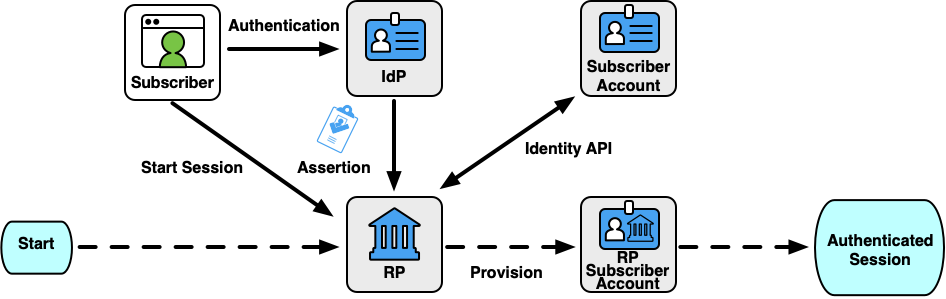 Subscriber
Authentication
IdP
Subscriber
Account
Start Session
Assertion
Identity API
Start
RP
Provision
RP
Subscriber
Account
Authenticated
Session